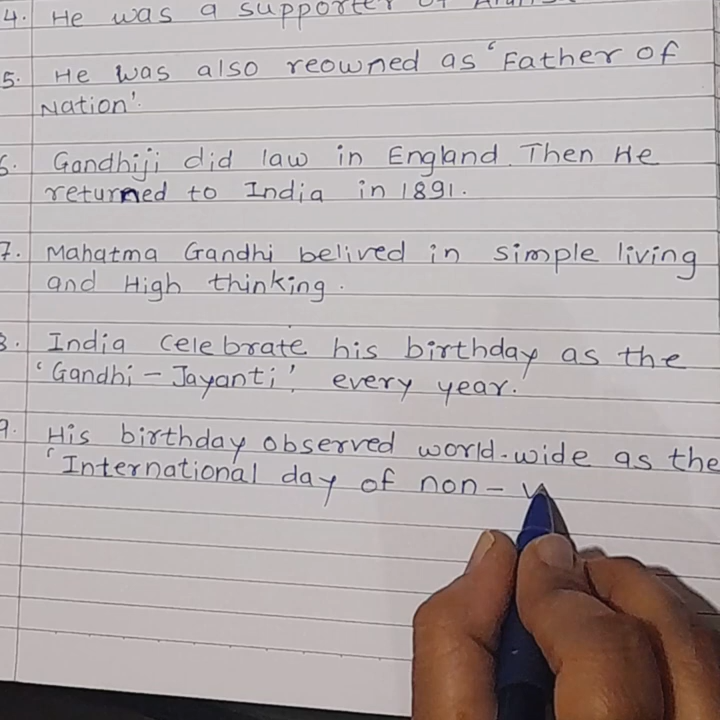 4. He was a supporter of
5. He was also reowned as 'Father of
Nation'.
6. Gandhiji did law in England. Then He
returned to India in 1891.
7. Mahatma Gandhi belived in simple living
and High thinking.
8. India celebrate his birthday as the
'Gandhi - Jayanti' every year.
9. His birthday observed world-wide as the
'International day of non - v